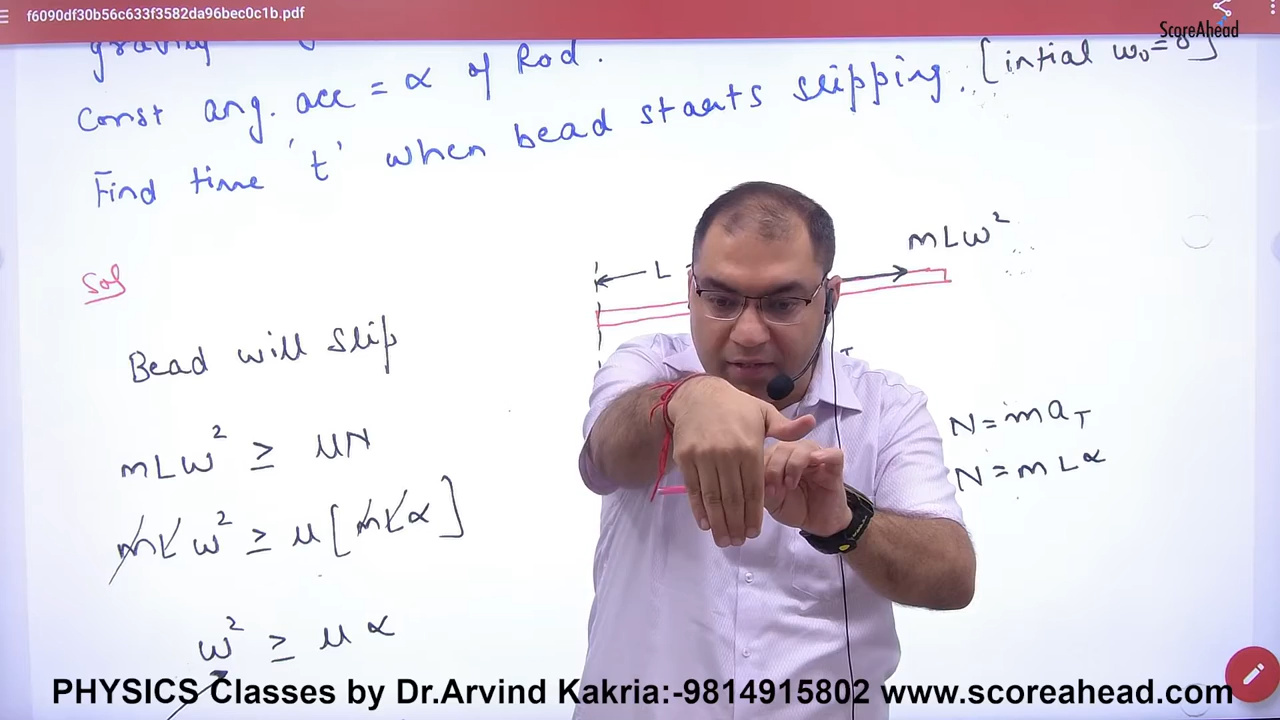 f6090df30b56c633f3582da96bec0c1b.pdf
ScoreAhead
gravity
Const ang. acc = α of Rod.
Find time 't' when bead starts slipping. [intial ω₀=0]
Sol
L
mLω²
Bead will slip
mLω² ≥ μN
mLω² ≥ μ[mLα]
ω² ≥ μα
N = maT
N = mLα
PHYSICS Classes by Dr.Arvind Kakria:-9814915802 www.scoreahead.com